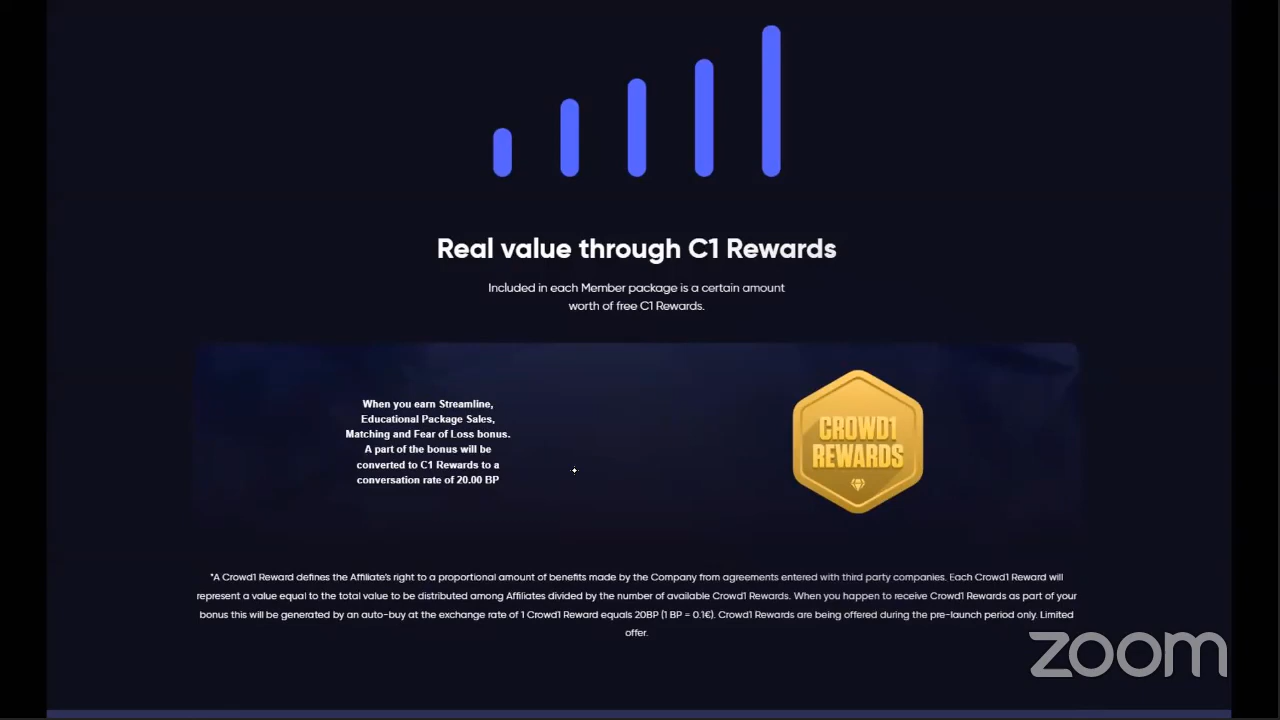 Real value through C1 Rewards
Included in each Member package is a certain amount
worth of free C1 Rewards.
When you earn Streamline,
Educational Package Sales,
Matching and Fear of Loss bonus.
A part of the bonus will be
converted to C1 Rewards to a
conversation rate of 20.00 BP
CROWD1
REWARDS
*A Crowd1 Reward defines the Affiliate's right to a proportional amount of benefits made by the Company from agreements entered with third party companies. Each Crowd1 Reward will
represent a value equal to the total value to be distributed among Affiliates divided by the number of available Crowd1 Rewards. When you happen to receive Crowd1 Rewards as part of your
bonus this will be generated by an auto-buy at the exchange rate of 1 Crowd1 Reward equals 20BP (1 BP = 0.1€). Crowd1 Rewards are being offered during the pre-launch period only. Limited
offer.
zoom